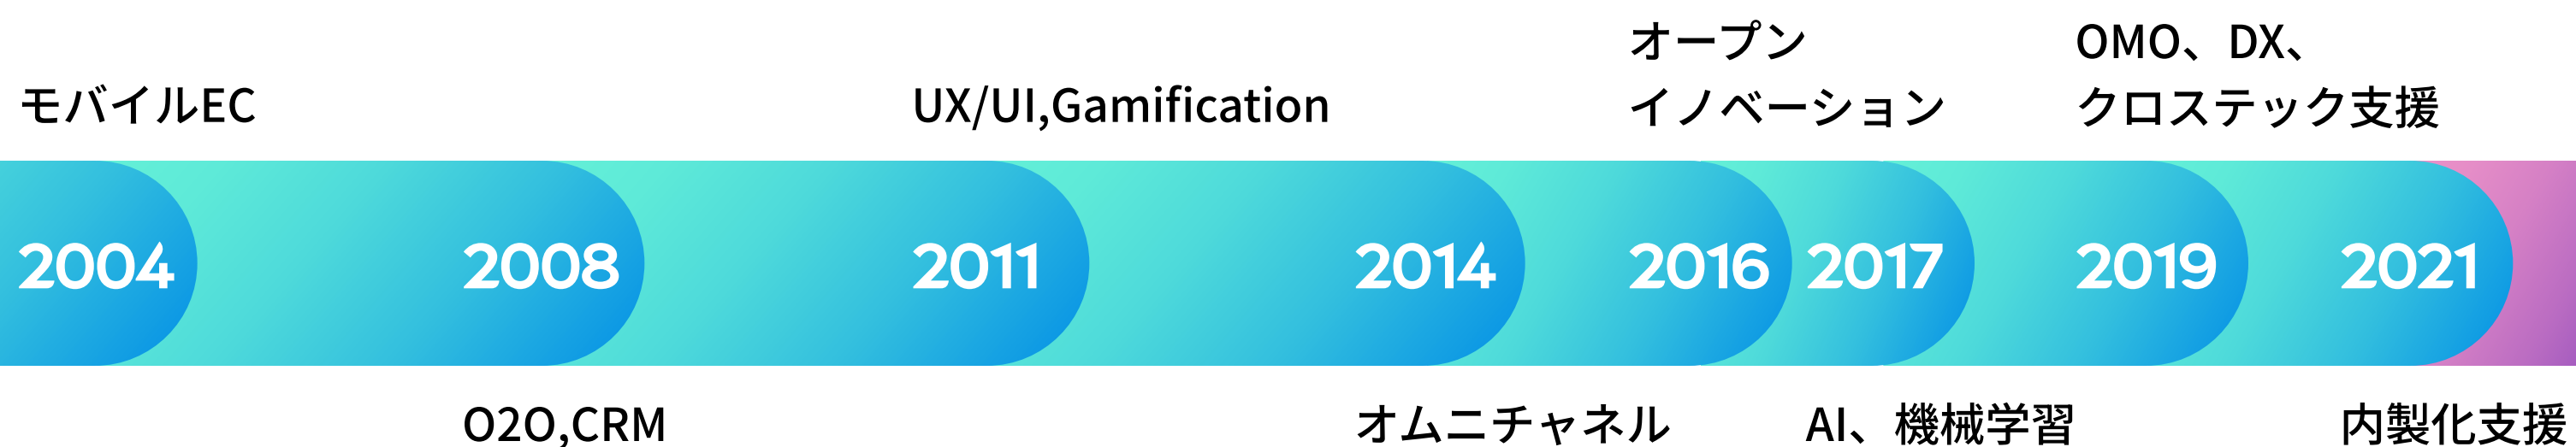 オープン
OMO、DX、
モバイルEC
UX/UI,Gamification
イノベーション
クロステック支援
2004
2008
2011
2014
2016
2017
2019
2021
O2O,CRM
オムニチャネル
AI、機械学習
内製化支援